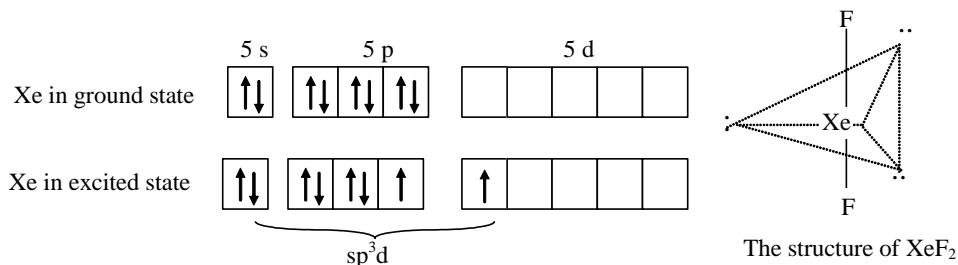 5 s 5 p 5 d
Xe in ground state
Xe in excited state
sp³d
F
Xe
F
The structure of XeF₂